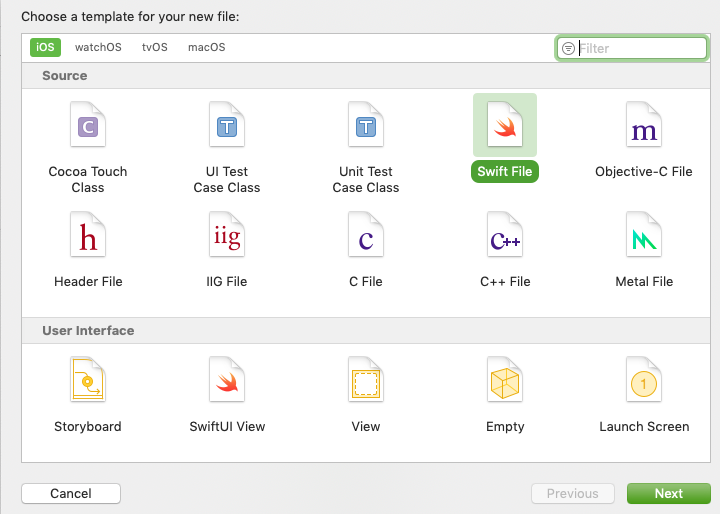 Choose a template for your new file:
iOS watchOS tvOS macOS Filter
Source
C T T m
Cocoa Touch Class
UI Test Case Class
Unit Test Case Class
Swift File
Objective-C File
h iig c C++
Header File
IIG File
C File
C++ File
Metal File
User Interface
1
Storyboard
SwiftUI View
View
Empty
Launch Screen
Cancel Previous Next